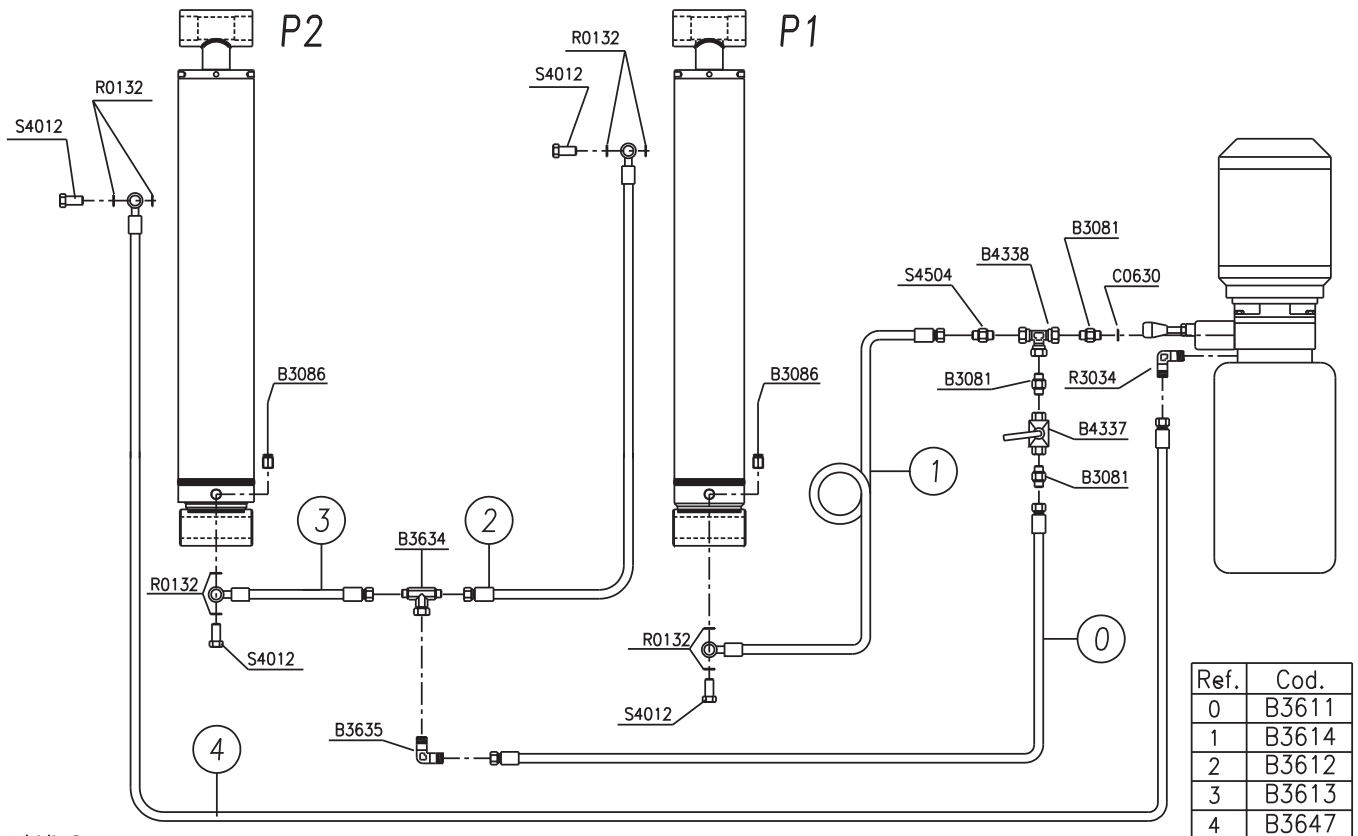 P2
P1
R0132
S4012
R0132
S4012
B3081
B4338
S4504
C0630
B3086
B3086
B3081
R3034
B4337
1
B3081
3
2
B3634
R0132
S4012
R0132
0
S4012
B3635
4
Ref. Cod.
0 B3611
1 B3614
2 B3612
3 B3613
4 B3647